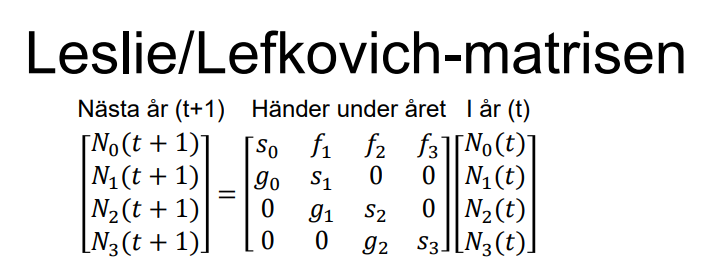 Leslie/Lefkovich-matrisen
Nästa år (t+1) Händer under året I år (t)
[N₀(t + 1)] [s₀ f₁ f₂ f₃] [N₀(t)]
[N₁(t + 1)] = [g₀ s₁ 0 0] [N₁(t)]
[N₂(t + 1)] [0 g₁ s₂ 0] [N₂(t)]
[N₃(t + 1)] [0 0 g₂ s₃] [N₃(t)]